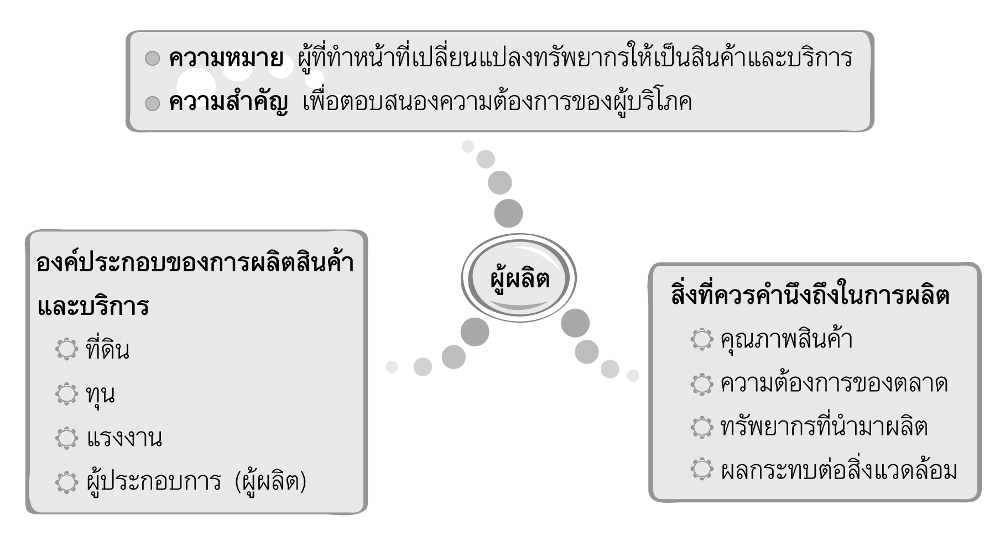 ความหมาย ผู้ที่ทำหน้าที่เปลี่ยนแปลงทรัพยากรให้เป็นสินค้าและบริการ
ความสำคัญ เพื่อตอบสนองความต้องการของผู้บริโภค
ผู้ผลิต
องค์ประกอบของการผลิตสินค้า
และบริการ
ที่ดิน
ทุน
แรงงาน
ผู้ประกอบการ (ผู้ผลิต)
สิ่งที่ควรคำนึงถึงในการผลิต
คุณภาพสินค้า
ความต้องการของตลาด
ทรัพยากรที่นำมาผลิต
ผลกระทบต่อสิ่งแวดล้อม